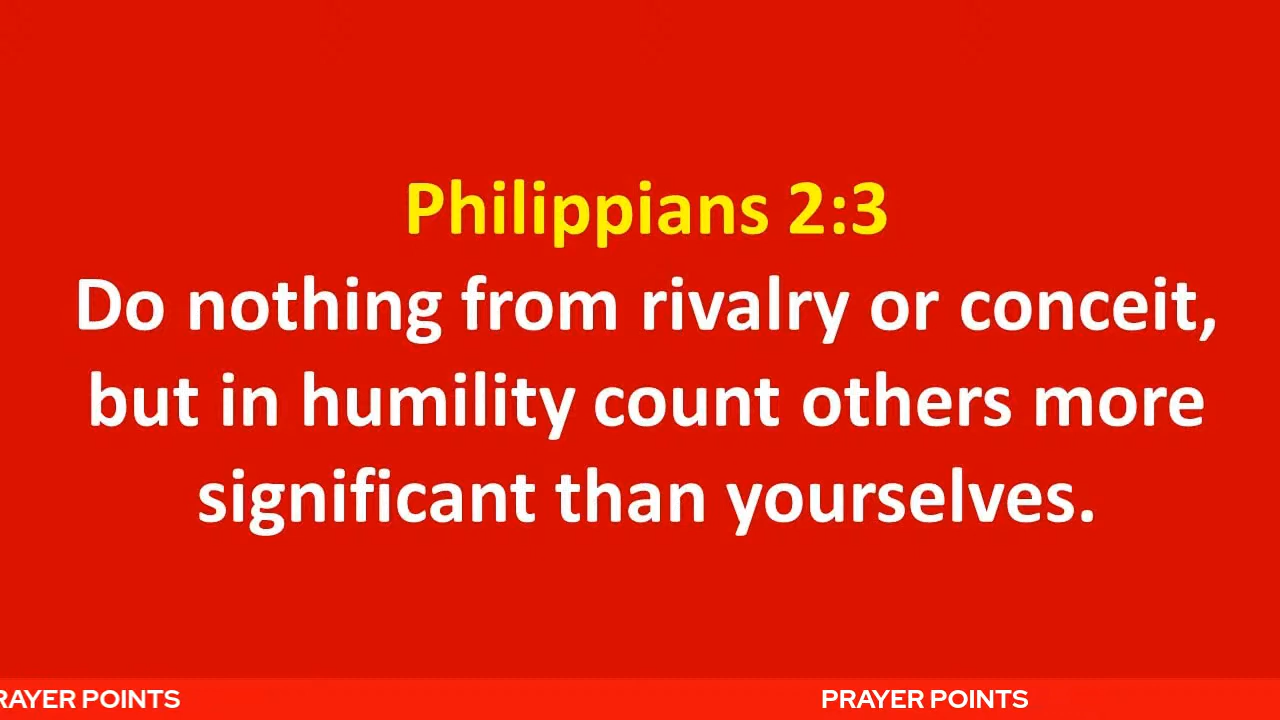 Philippians 2:3
Do nothing from rivalry or conceit,
but in humility count others more
significant than yourselves.
RAYER POINTS PRAYER POINTS